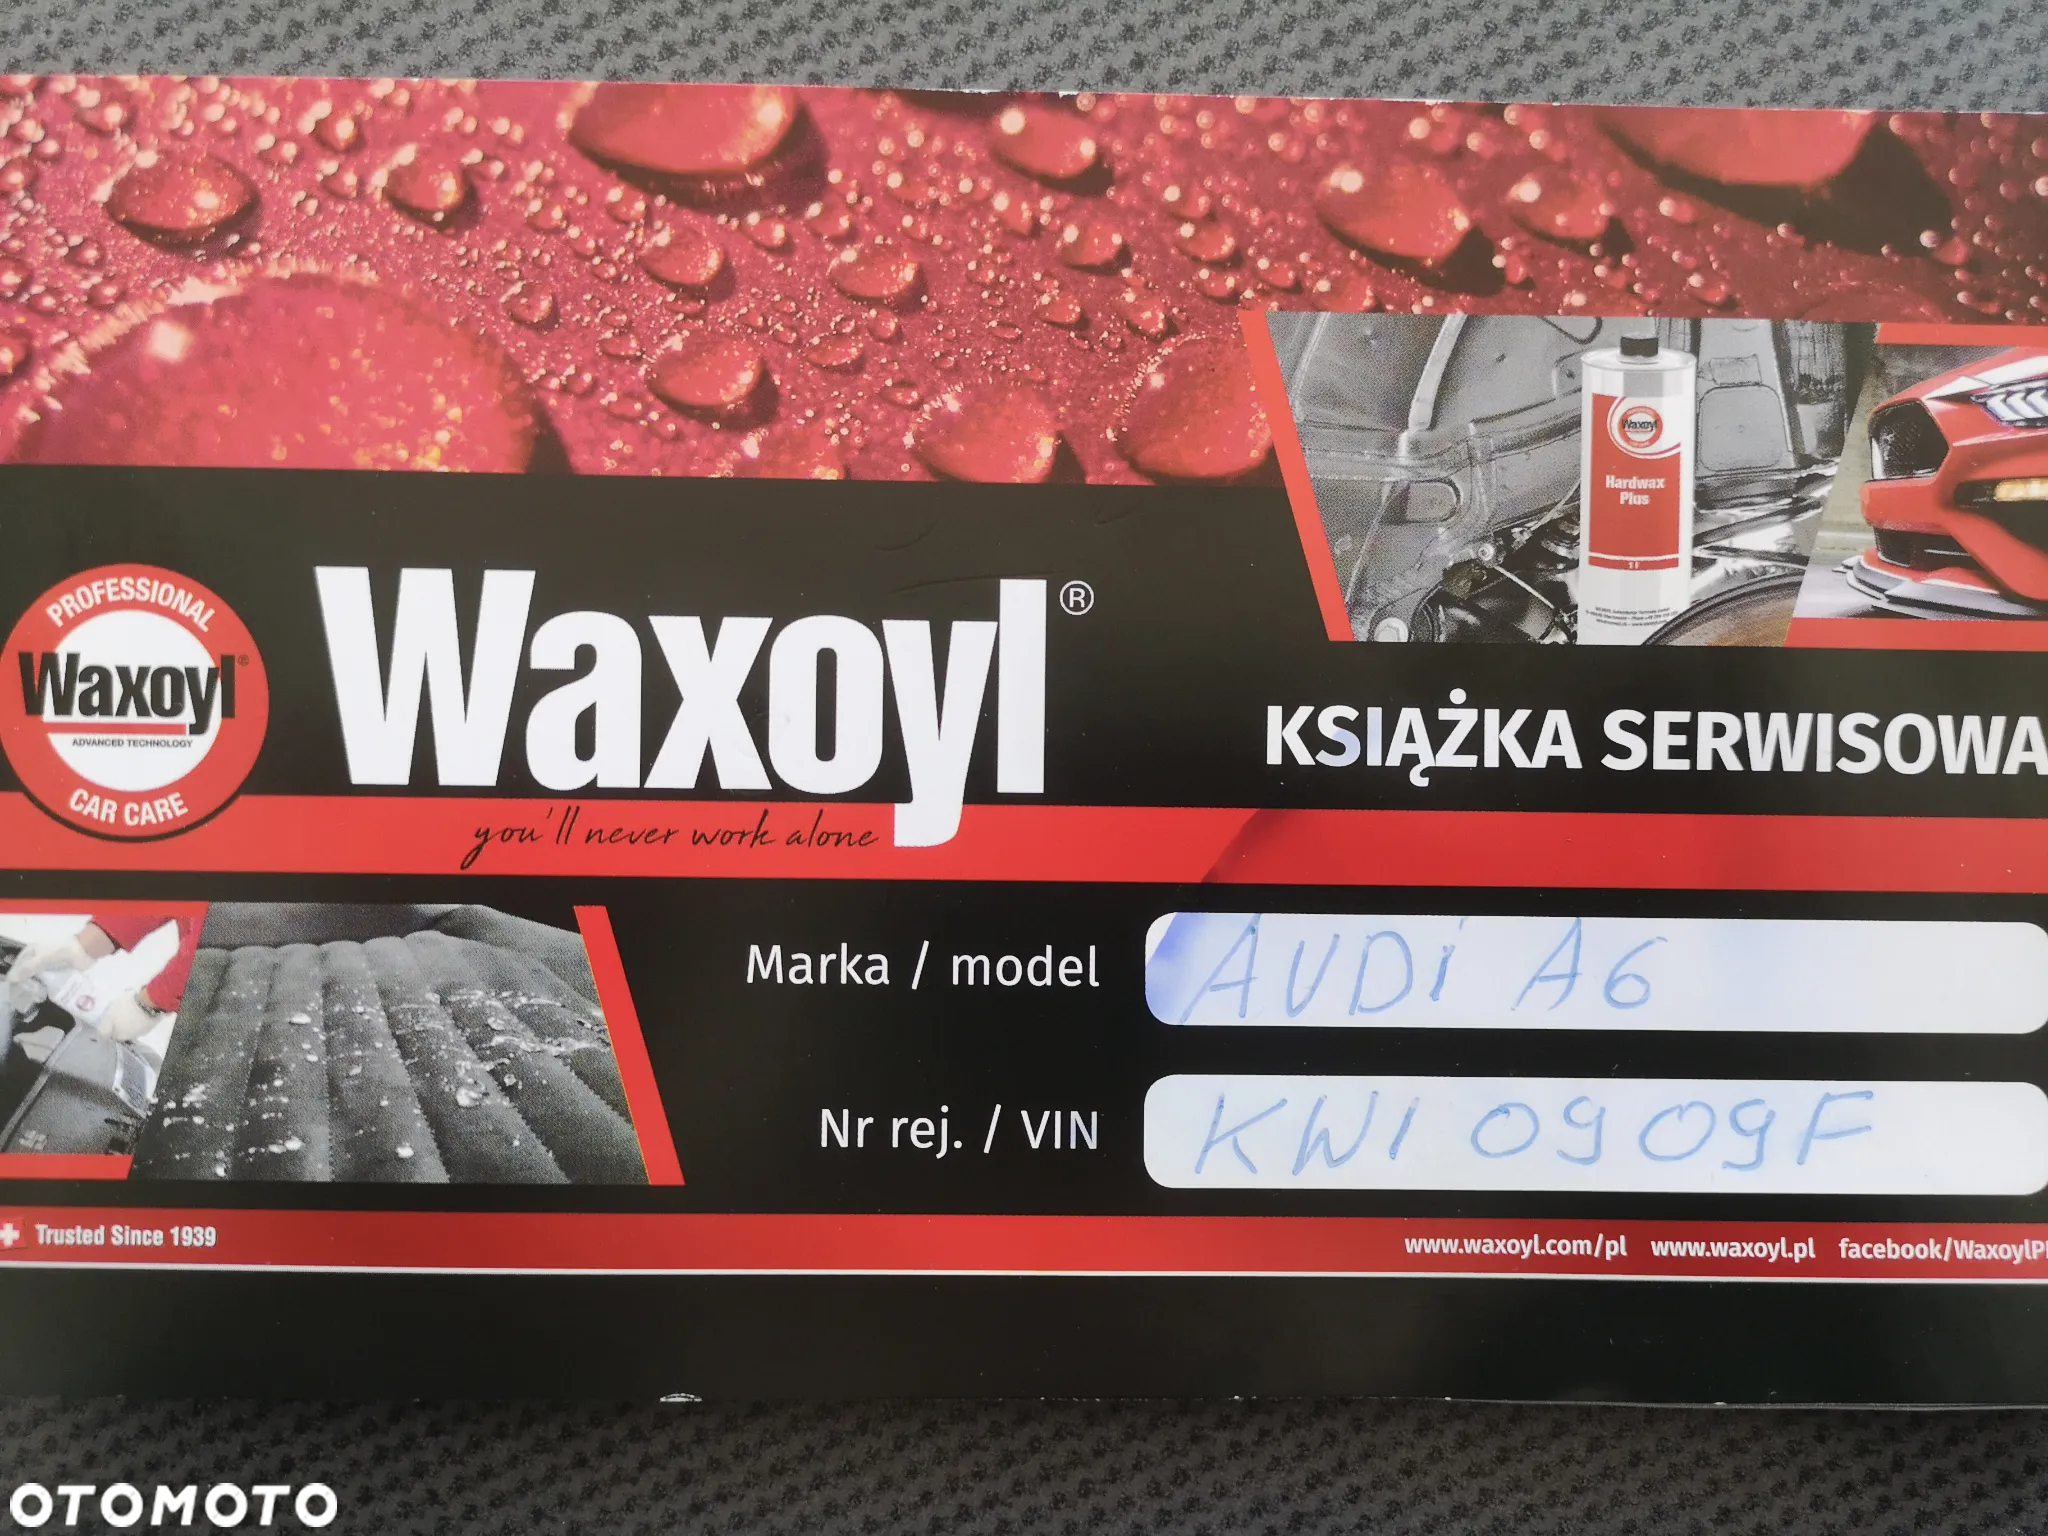 Waxoyl
Hardwax
Plus
1 l
PROFESSIONAL
Waxoyl®
ADVANCED TECHNOLOGY
CAR CARE
Waxoyl®
you'll never work alone
KSIĄŻKA SERWISOWA
Marka / model
AUDI A6
Nr rej. / VIN
KWI 0909F
Trusted Since 1939
www.waxoyl.com/pl www.waxoyl.pl facebook/WaxoylPl
OTOMOTO